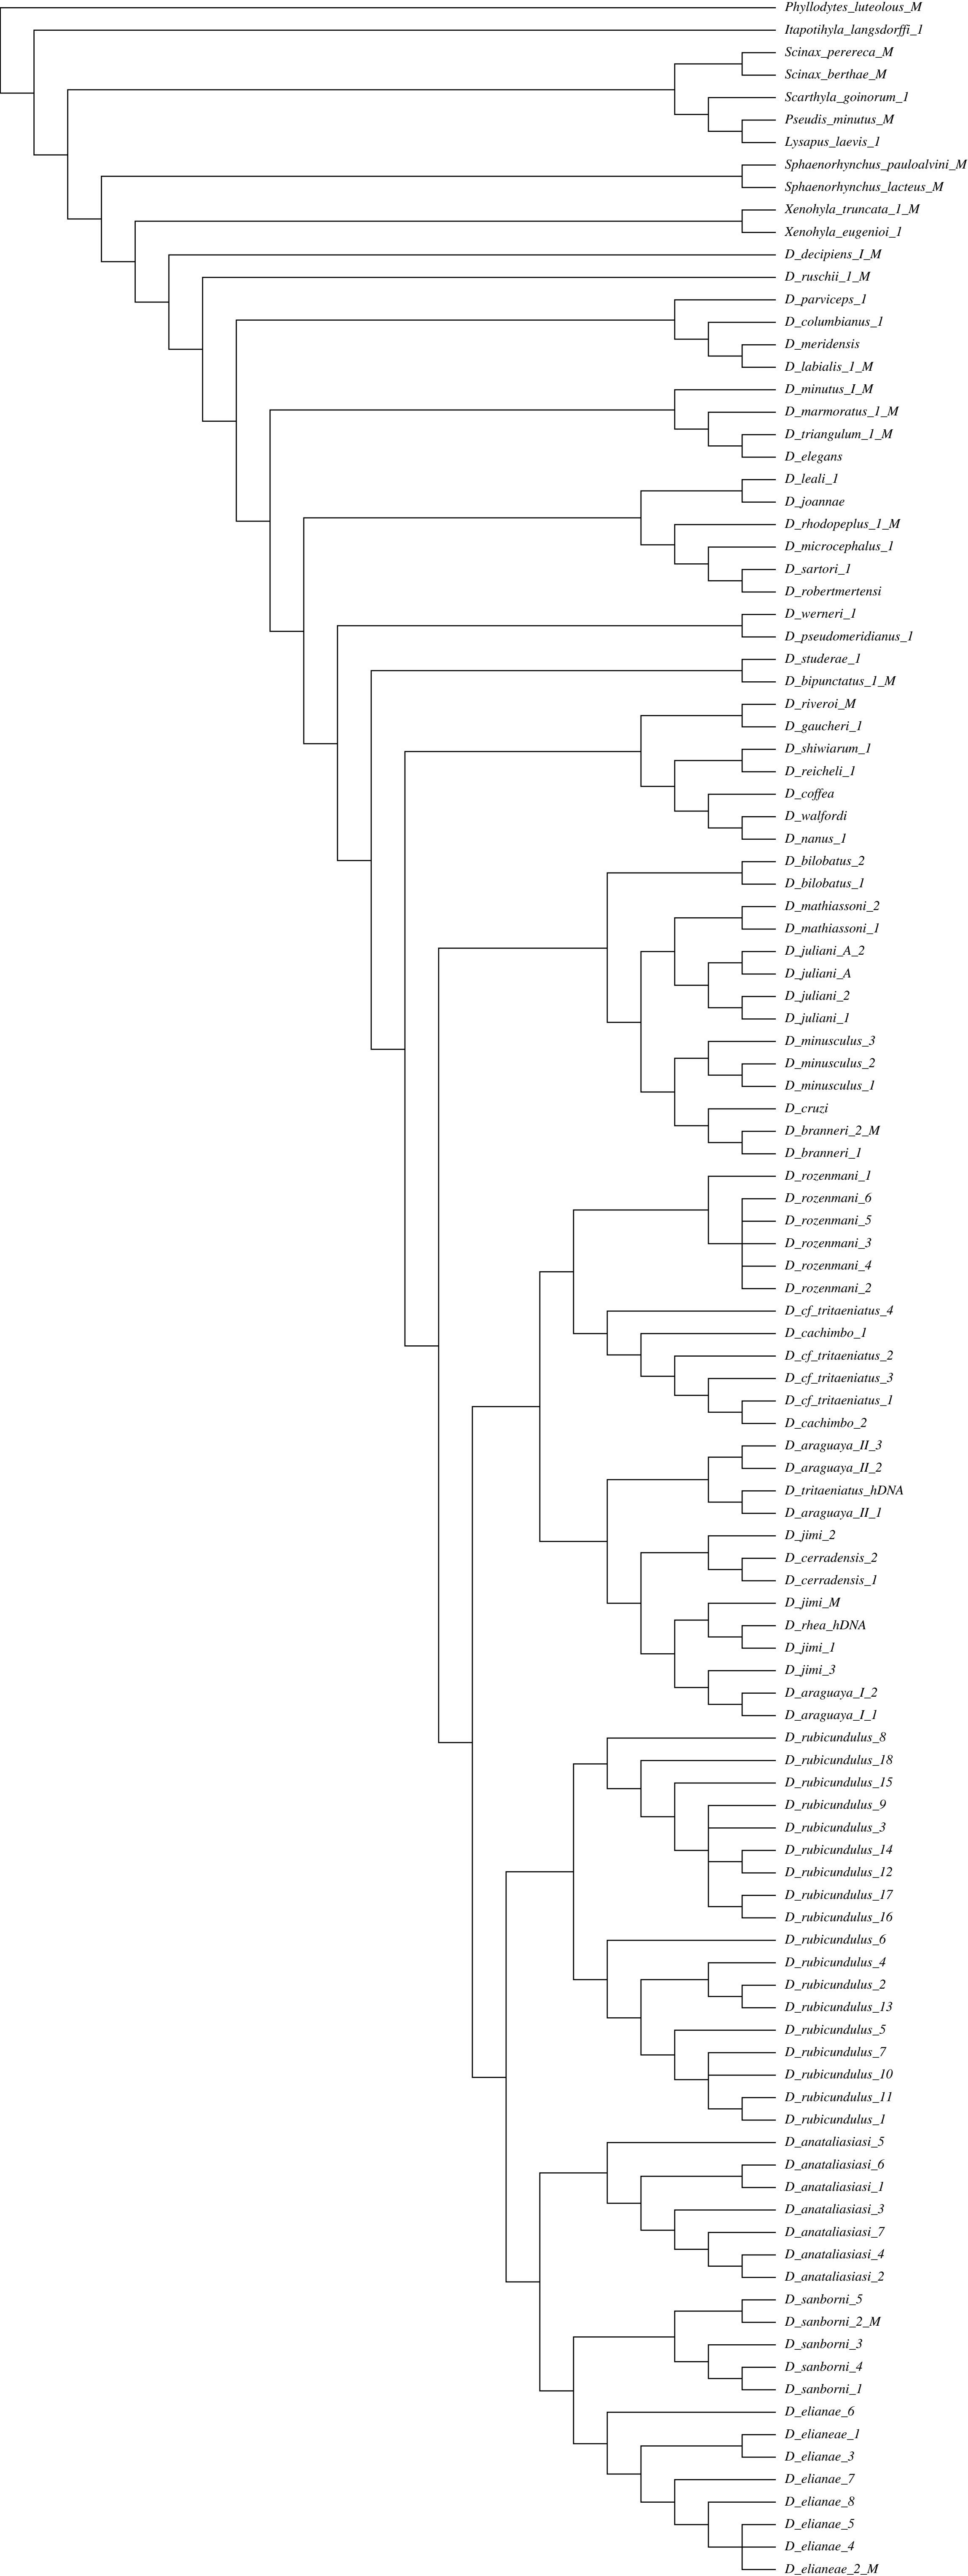 Phyllodytes_luteolous_M
Itapotihyla_langsdorffi_1
Scinax_perereca_M
Scinax_berthae_M
Scarthyla_goinorum_1
Pseudis_minutus_M
Lysapus_laevis_1
Sphaenorhynchus_pauloalvini_M
Sphaenorhynchus_lacteus_M
Xenohyla_truncata_1_M
Xenohyla_eugenioi_1
D_decipiens_I_M
D_ruschii_1_M
D_parviceps_1
D_columbianus_1
D_meridensis
D_labialis_1_M
D_minutus_I_M
D_marmoratus_1_M
D_triangulum_1_M
D_elegans
D_leali_1
D_joannae
D_rhodopeplus_1_M
D_microcephalus_1
D_sartori_1
D_robertmertensi
D_werneri_1
D_pseudomeridianus_1
D_studerae_1
D_bipunctatus_1_M
D_riveroi_M
D_gaucheri_1
D_shiwiarum_1
D_reicheli_1
D_coffea
D_walfordi
D_nanus_1
D_bilobatus_2
D_bilobatus_1
D_mathiassoni_2
D_mathiassoni_1
D_juliani_A_2
D_juliani_A
D_juliani_2
D_juliani_1
D_minusculus_3
D_minusculus_2
D_minusculus_1
D_cruzi
D_branneri_2_M
D_branneri_1
D_rozenmani_1
D_rozenmani_6
D_rozenmani_5
D_rozenmani_3
D_rozenmani_4
D_rozenmani_2
D_cf_tritaeniatus_4
D_cachimbo_1
D_cf_tritaeniatus_2
D_cf_tritaeniatus_3
D_cf_tritaeniatus_1
D_cachimbo_2
D_araguaya_II_3
D_araguaya_II_2
D_tritaeniatus_hDNA
D_araguaya_II_1
D_jimi_2
D_cerradensis_2
D_cerradensis_1
D_jimi_M
D_rhea_hDNA
D_jimi_1
D_jimi_3
D_araguaya_I_2
D_araguaya_I_1
D_rubicundulus_8
D_rubicundulus_18
D_rubicundulus_15
D_rubicundulus_9
D_rubicundulus_3
D_rubicundulus_14
D_rubicundulus_12
D_rubicundulus_17
D_rubicundulus_16
D_rubicundulus_6
D_rubicundulus_4
D_rubicundulus_2
D_rubicundulus_13
D_rubicundulus_5
D_rubicundulus_7
D_rubicundulus_10
D_rubicundulus_11
D_rubicundulus_1
D_anataliasiasi_5
D_anataliasiasi_6
D_anataliasiasi_1
D_anataliasiasi_3
D_anataliasiasi_7
D_anataliasiasi_4
D_anataliasiasi_2
D_sanborni_5
D_sanborni_2_M
D_sanborni_3
D_sanborni_4
D_sanborni_1
D_elianae_6
D_elianeae_1
D_elianae_3
D_elianae_7
D_elianae_8
D_elianae_5
D_elianae_4
D_elianeae_2_M